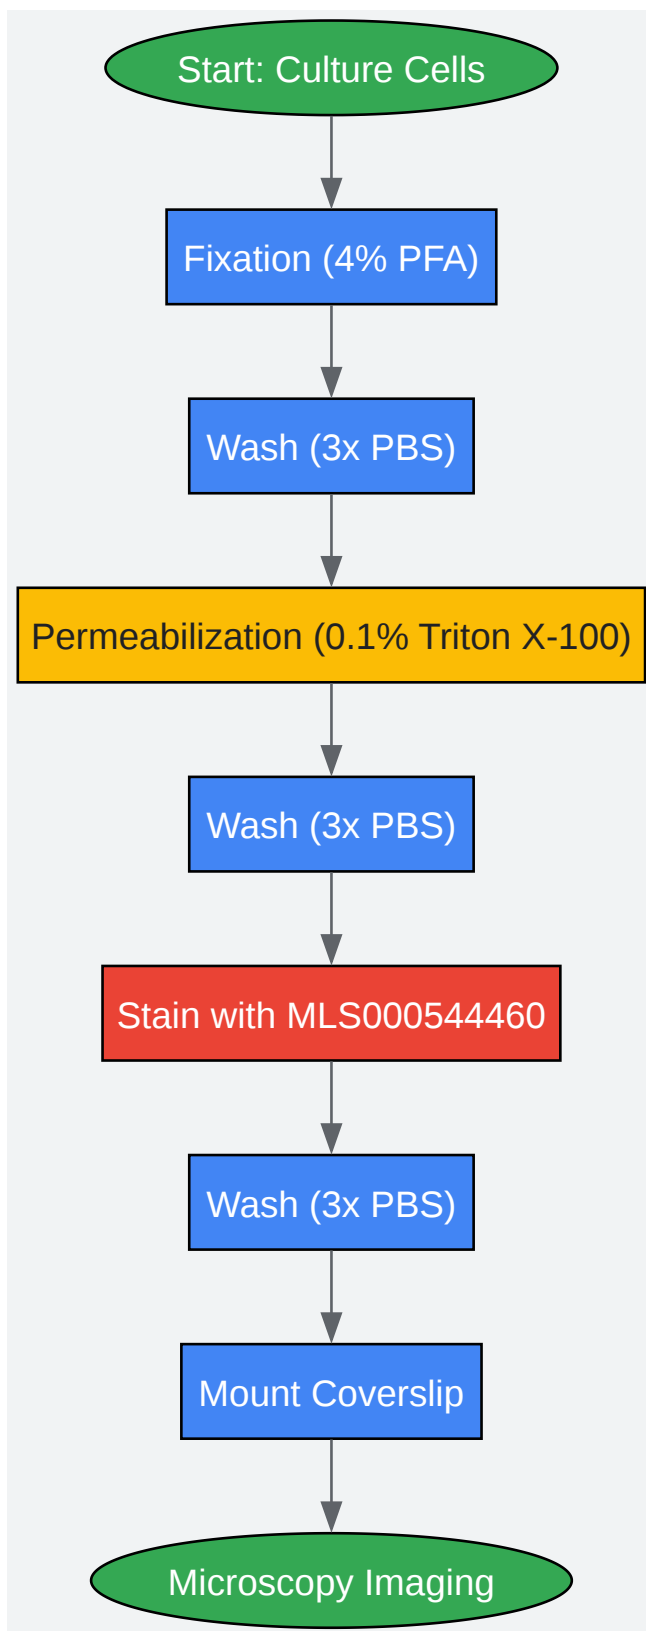 Start: Culture Cells
Fixation (4% PFA)
Wash (3x PBS)
Permeabilization (0.1% Triton X-100)
Wash (3x PBS)
Stain with MLS000544460
Wash (3x PBS)
Mount Coverslip
Microscopy Imaging